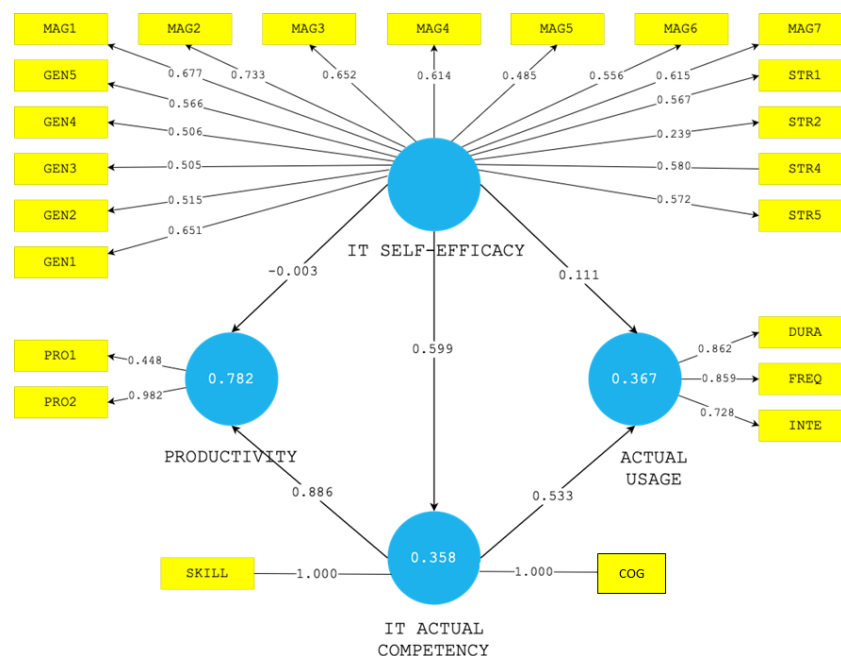 MAG1 MAG2 MAG3 MAG4 MAG5 MAG6 MAG7
0.677 0.733 0.652 0.614 0.485 0.556 0.615
GEN5 STR1
0.566 0.567
GEN4 STR2
0.506 0.239
GEN3 STR4
0.505 0.580
GEN2 STR5
0.515 0.572
GEN1
0.651
IT SELF-EFFICACY
-0.003 0.111
0.599
PRO1 DURA
0.448 0.862
0.782 0.367
0.859 FREQ
PRO2 INTE
0.982 0.728
PRODUCTIVITY ACTUAL
USAGE
0.886 0.533
0.358
SKILL 1.000 1.000 COG
IT ACTUAL
COMPETENCY